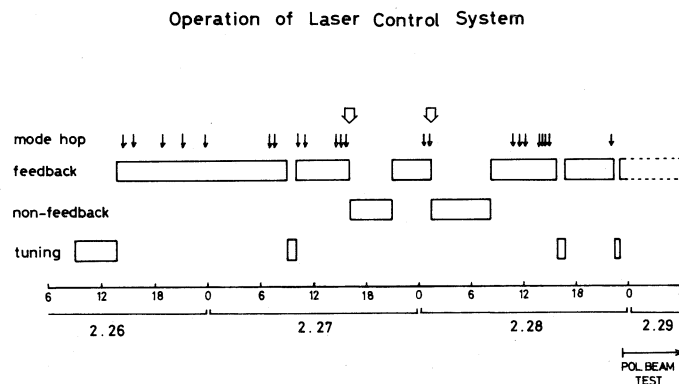 Operation of Laser Control System
mode hop
feedback
non-feedback
tuning
6 12 18 0 6 12 18 0 6 12 18 0
2.26 2.27 2.28 2.29
POL. BEAM
TEST